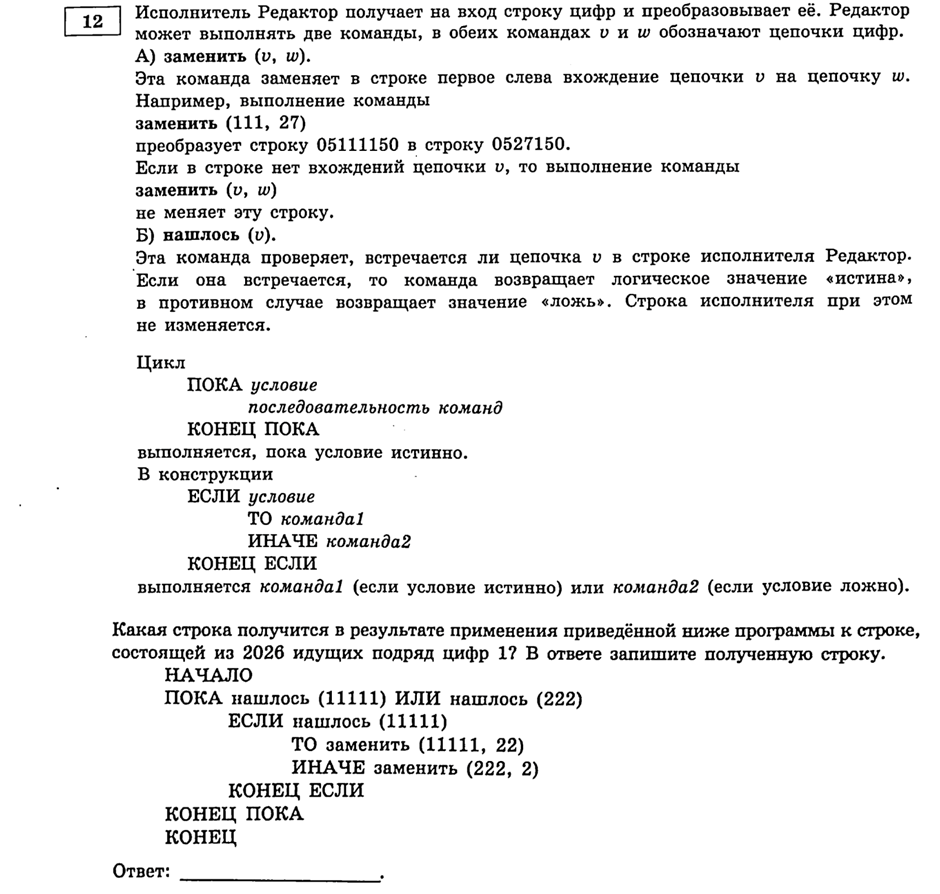 12
Исполнитель Редактор получает на вход строку цифр и преобразовывает её. Редактор
может выполнять две команды, в обеих командах v и w обозначают цепочки цифр.
А) заменить (v, w).
Эта команда заменяет в строке первое слева вхождение цепочки v на цепочку w.
Например, выполнение команды
заменить (111, 27)
преобразует строку 05111150 в строку 0527150.
Если в строке нет вхождений цепочки v, то выполнение команды
заменить (v, w)
не меняет эту строку.
Б) нашлось (v).
Эта команда проверяет, встречается ли цепочка v в строке исполнителя Редактор.
Если она встречается, то команда возвращает логическое значение «истина»,
в противном случае возвращает значение «ложь». Строка исполнителя при этом
не изменяется.
Цикл
ПОКА условие
последовательность команд
КОНЕЦ ПОКА
выполняется, пока условие истинно.
В конструкции
ЕСЛИ условие
ТО команда1
ИНАЧЕ команда2
КОНЕЦ ЕСЛИ
выполняется команда1 (если условие истинно) или команда2 (если условие ложно).
Какая строка получится в результате применения приведённой ниже программы к строке,
состоящей из 2026 идущих подряд цифр 1? В ответе запишите полученную строку.
НАЧАЛО
ПОКА нашлось (11111) ИЛИ нашлось (222)
ЕСЛИ нашлось (11111)
ТО заменить (11111, 22)
ИНАЧЕ заменить (222, 2)
КОНЕЦ ЕСЛИ
КОНЕЦ ПОКА
КОНЕЦ
Ответ: ____________________.